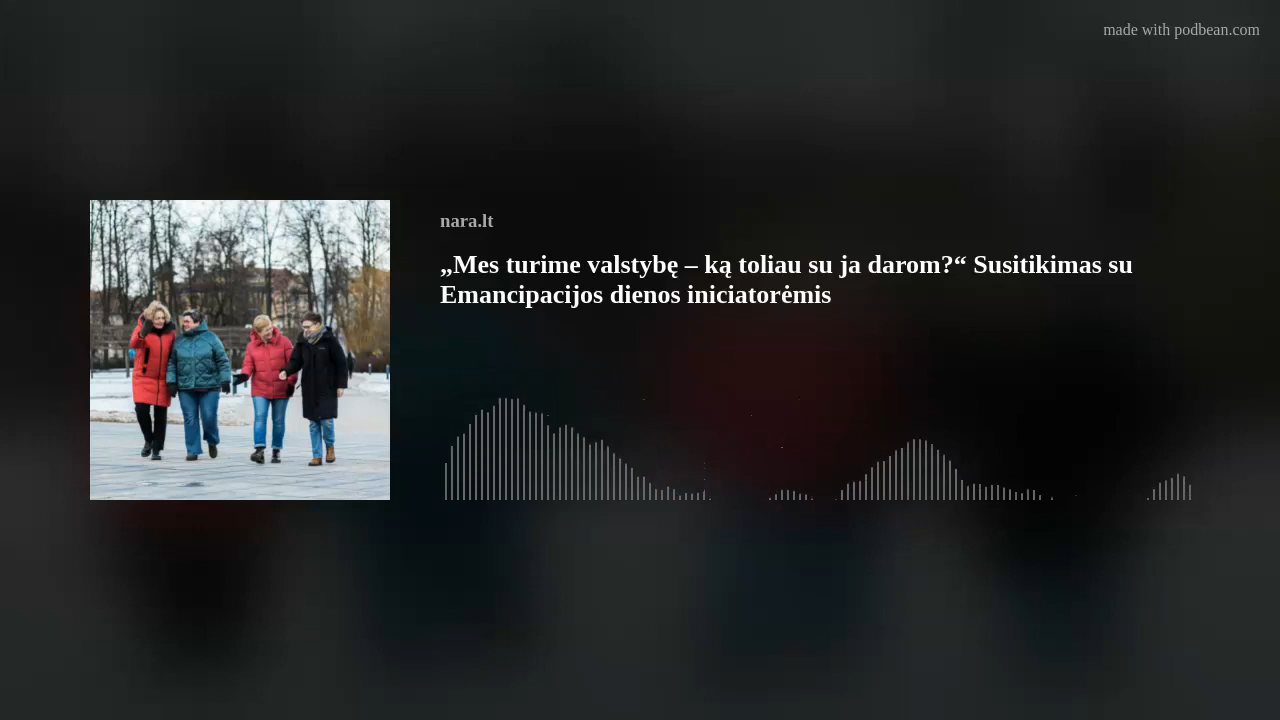 made with podbean.com
nara.lt
„Mes turime valstybę – ką toliau su ja darom?“ Susitikimas su
Emancipacijos dienos iniciatorėmis